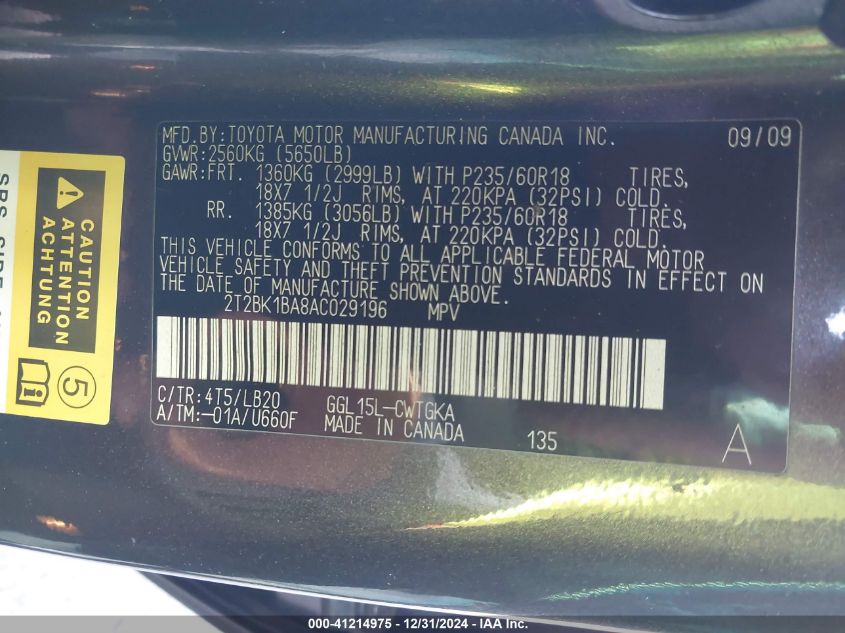 MFD. BY: TOYOTA MOTOR MANUFACTURING CANADA INC. 09/09
GVWR: 2560KG (5650LB)
GAWR: FRT. 1360KG (2999LB) WITH P235/60R18 TIRES,
18X7 1/2J RIMS, AT 220KPA (32PSI) COLD.
RR. 1385KG (3056LB) WITH P235/60R18 TIRES,
18X7 1/2J RIMS, AT 220KPA (32PSI) COLD.
THIS VEHICLE CONFORMS TO ALL APPLICABLE FEDERAL MOTOR
VEHICLE SAFETY AND THEFT PREVENTION STANDARDS IN EFFECT ON
THE DATE OF MANUFACTURE SHOWN ABOVE.
2T2BK1BA8AC029196 MPV
C/TR: 4T5/LB20 GGL15L-CWTGKA
A/TM: -01A/U660F MADE IN CANADA 135 A
CAUTION
ATTENTION
ACHTUNG
5
SRS SIDE
000-41214975 - 12/31/2024 - IAA, Inc.